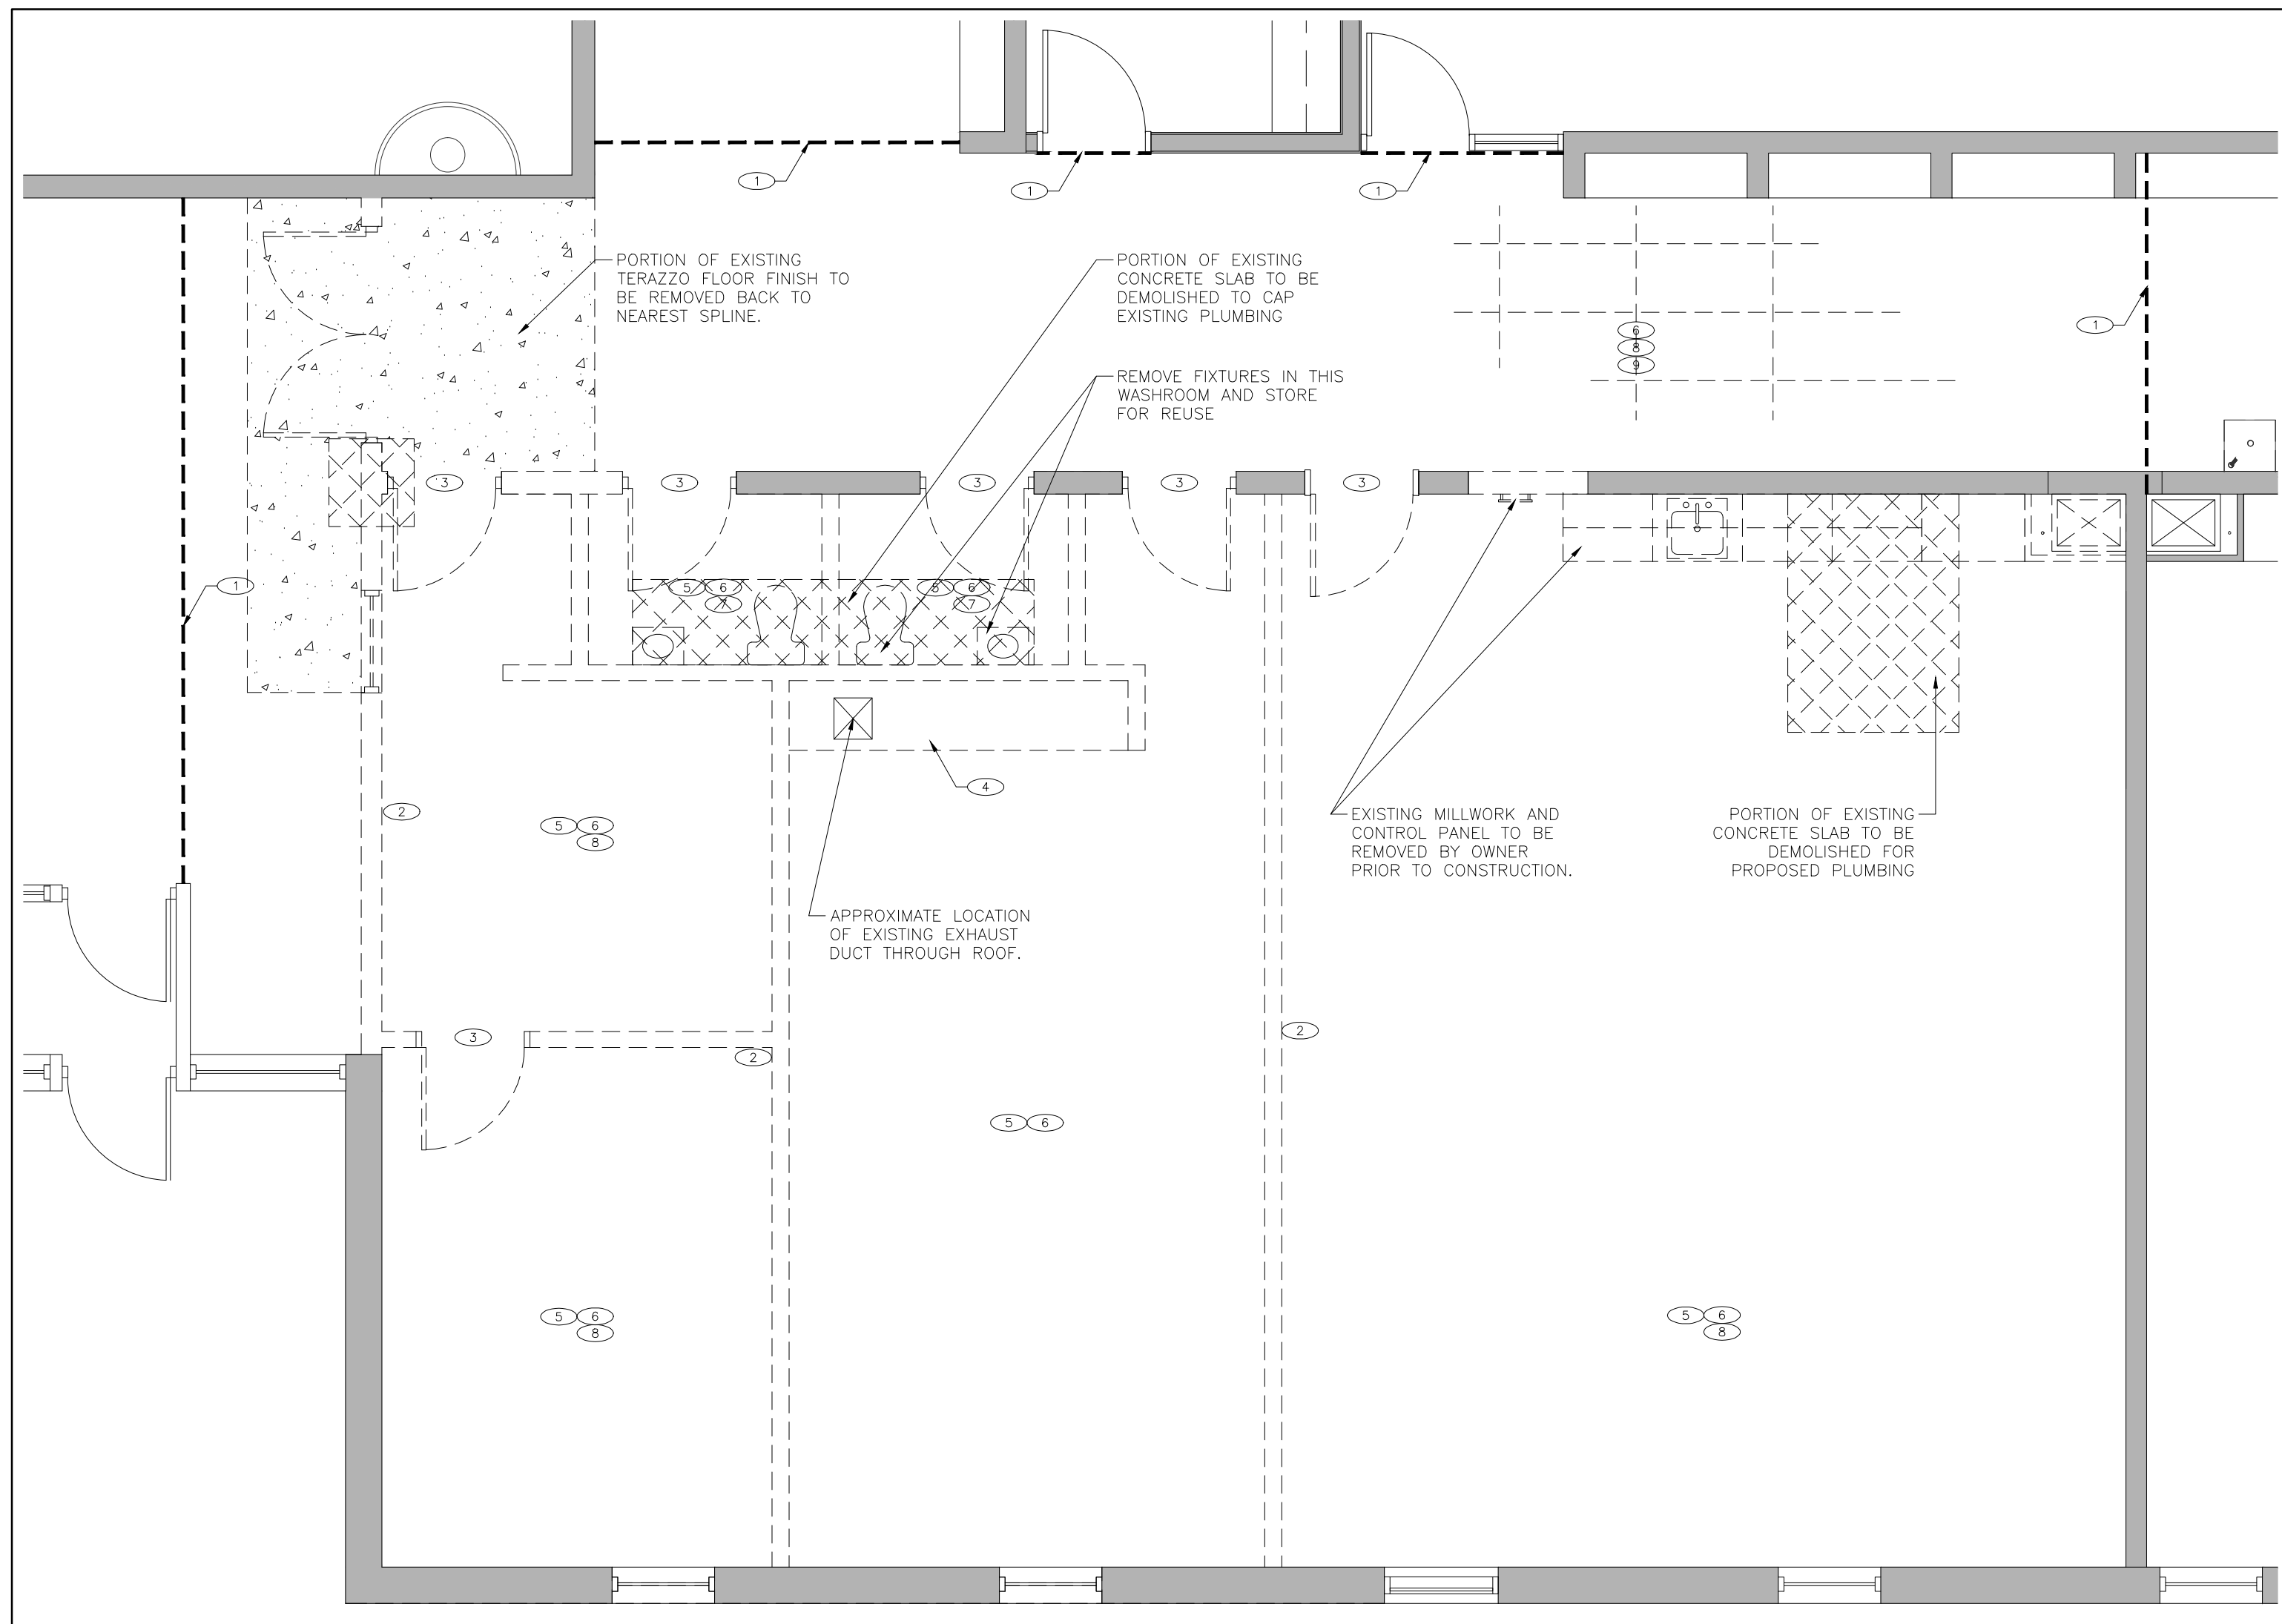 1
1
1
PORTION OF EXISTING
TERAZZO FLOOR FINISH TO
BE REMOVED BACK TO
NEAREST SPLINE.
PORTION OF EXISTING
CONCRETE SLAB TO BE
DEMOLISHED TO CAP
EXISTING PLUMBING
6
8
9
1
REMOVE FIXTURES IN THIS
WASHROOM AND STORE
FOR REUSE
3
3
3
3
3
1
5 6
7
5 6
7
4
2
5 6
8
EXISTING MILLWORK AND
CONTROL PANEL TO BE
REMOVED BY OWNER
PRIOR TO CONSTRUCTION.
PORTION OF EXISTING
CONCRETE SLAB TO BE
DEMOLISHED FOR
PROPOSED PLUMBING
APPROXIMATE LOCATION
OF EXISTING EXHAUST
DUCT THROUGH ROOF.
3
2
2
5 6
5 6
8
5 6
8